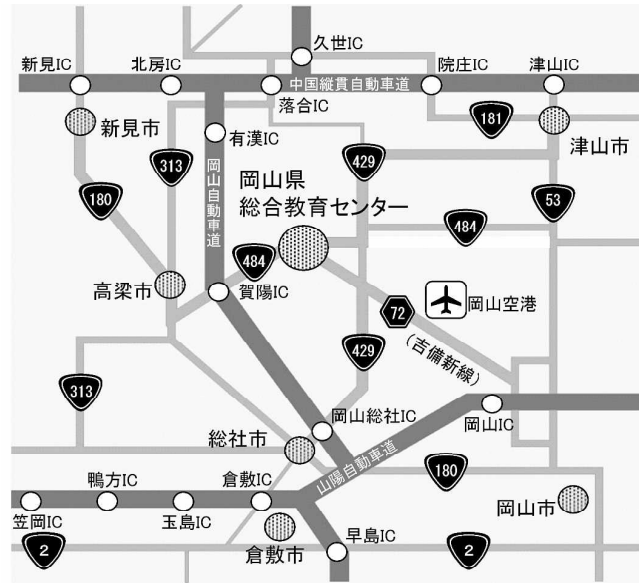 久世IC
新見IC
北房IC
院庄IC
津山IC
中国縦貫自動車道
落合IC
新見市
有漢IC
181
津山市
313
429
岡山自動車道
岡山県
総合教育センター
180
53
484
484
高梁市
賀陽IC
岡山空港
72
(吉備新線)
429
313
岡山総社IC
岡山IC
総社市
山陽自動車道
180
鴨方IC
倉敷IC
岡山市
笠岡IC
玉島IC
倉敷市
早島IC
2
2